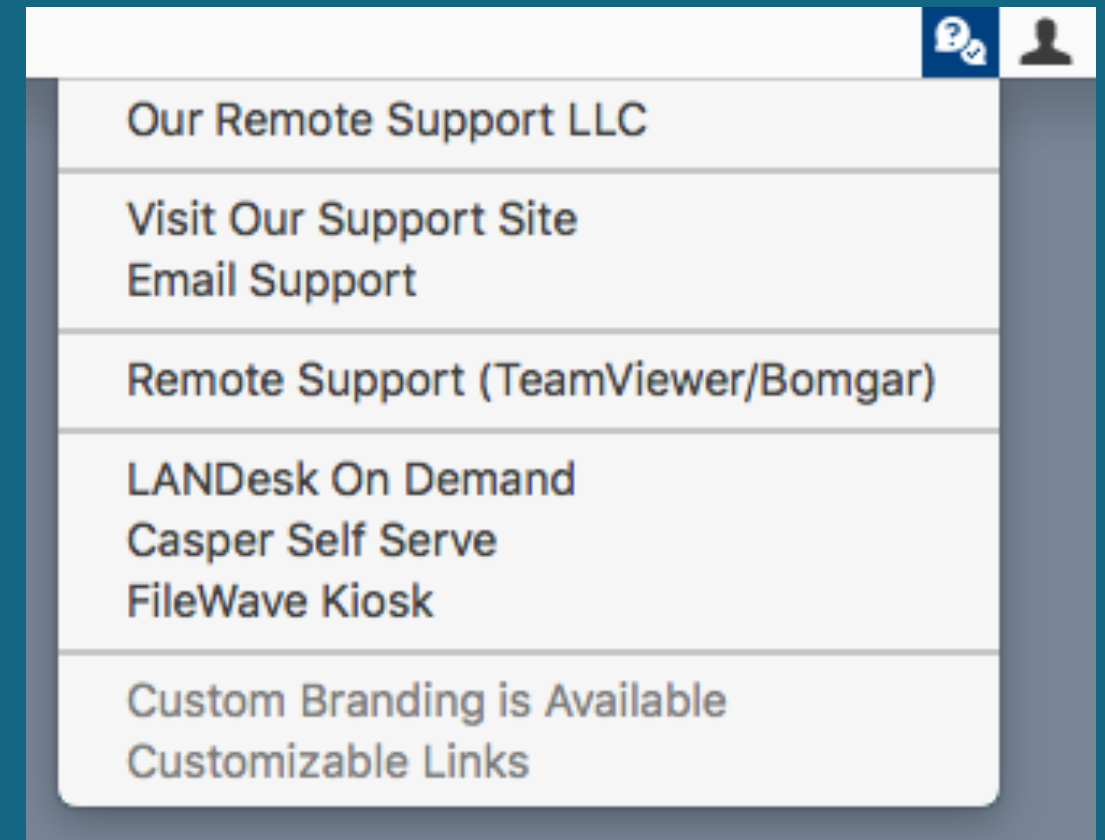 Our Remote Support LLC
Visit Our Support Site
Email Support
Remote Support (TeamViewer/Bomgar)
LANDesk On Demand
Casper Self Serve
FileWave Kiosk
Custom Branding is Available
Customizable Links